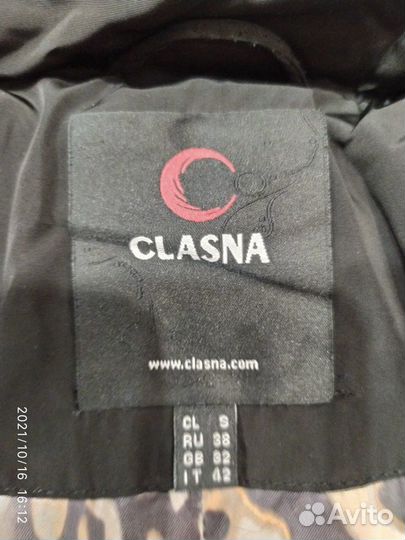 CLASNA
www.clasna.com
CL S
RU 38
GB 32
IT 42
2021/10/16 16:12
Avito